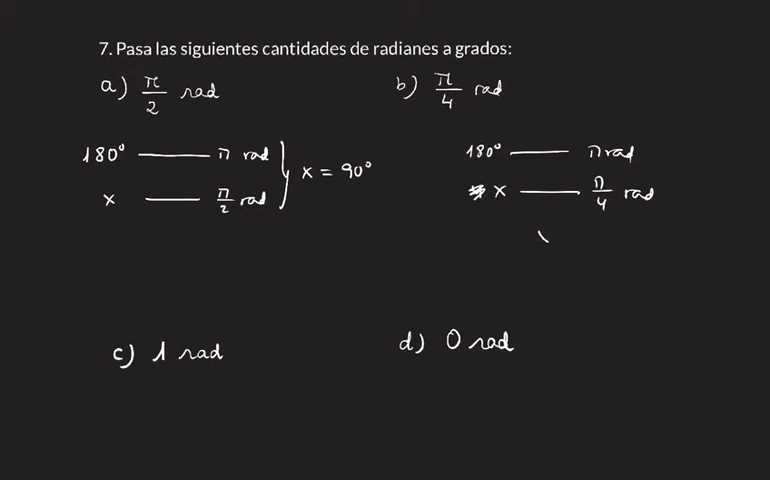 7. Pasa las siguientes cantidades de radianes a grados:
a) π/2 rad
b) π/4 rad
180° — π rad
x — π/2 rad
x = 90°
180° — π rad
x — π/4 rad
c) 1 rad
d) 0 rad